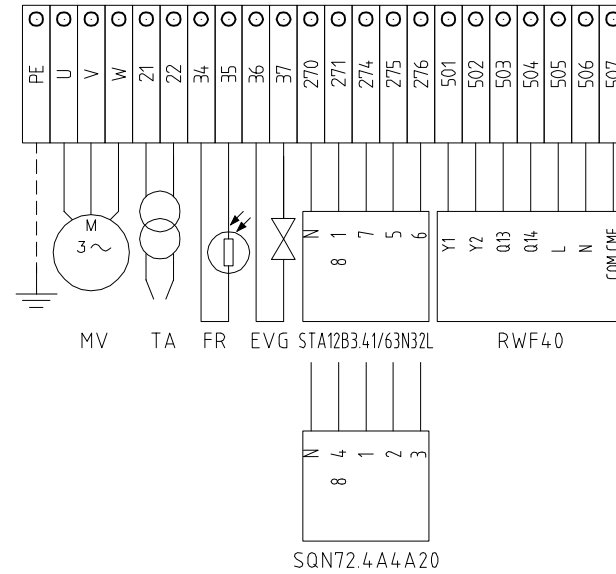 PE U V W 21 22 34 35 36 37 270 271 274 275 276 501 502 503 504 505 506 507
M
3~
N 1 7 5 6
8
Y1 Y2 Q13 Q14 L N COM.CMF
MV TA FR EVG STA12B3.41/63N32L RWF40
N 4 1 2 3
8
SQN72.4A4A20